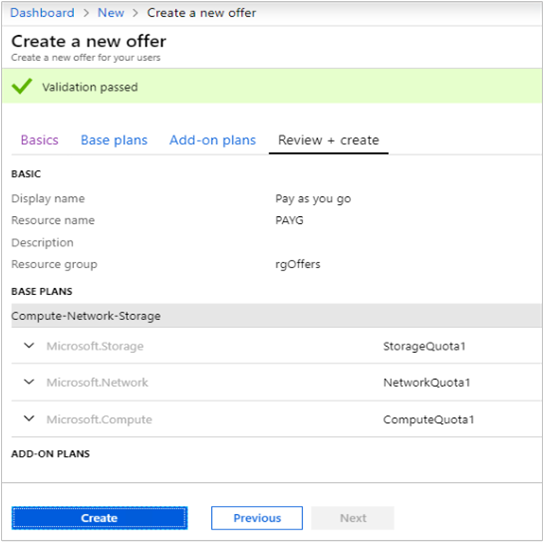 Dashboard > New > Create a new offer
Create a new offer
Create a new offer for your users
Validation passed
Basics Base plans Add-on plans Review + create
BASIC
Display name Pay as you go
Resource name PAYG
Description
Resource group rgOffers
BASE PLANS
Compute-Network-Storage
Microsoft.Storage StorageQuota1
Microsoft.Network NetworkQuota1
Microsoft.Compute ComputeQuota1
ADD-ON PLANS
Create Previous Next